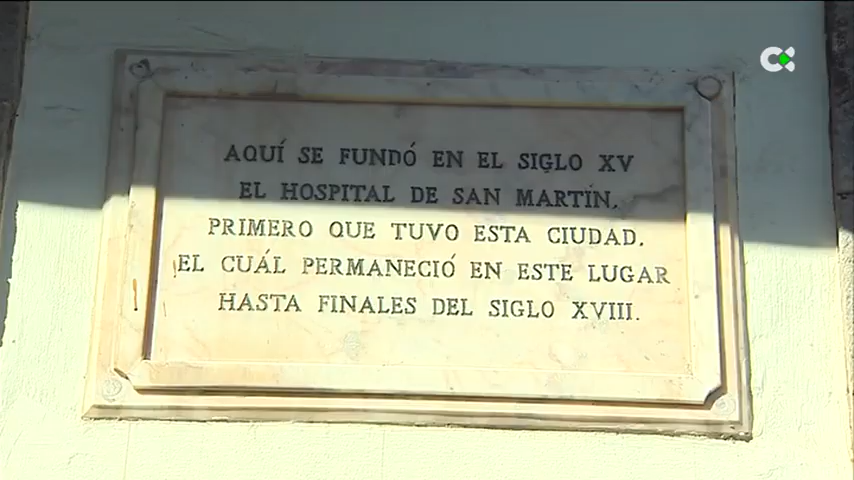 AQUÍ SE FUNDÓ EN EL SIGLO XV
EL HOSPITAL DE SAN MARTÍN,
PRIMERO QUE TUVO ESTA CIUDAD.
EL CUÁL PERMANECIÓ EN ESTE LUGAR
HASTA FINALES DEL SIGLO XVIII.